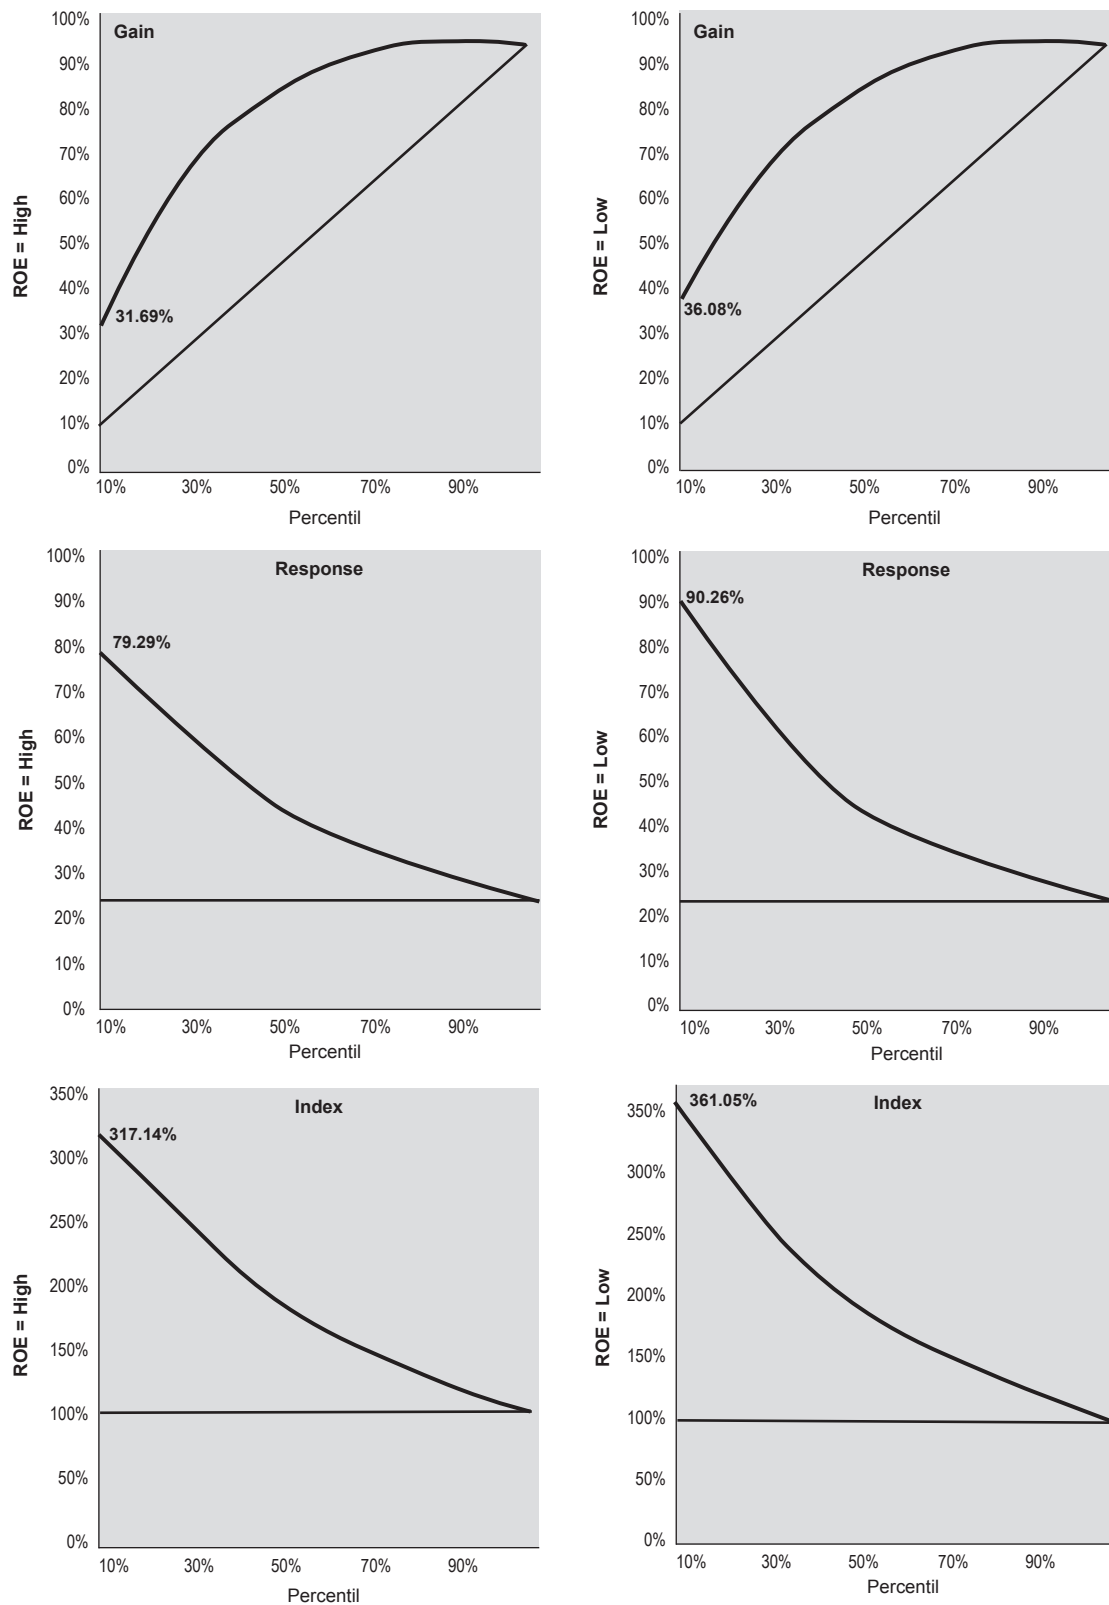 Gain
100%
90%
80%
70%
60%
50%
40%
30%
20%
10%
0%
ROE = High
31.69%
10% 30% 50% 70% 90%
Percentil
Gain
100%
90%
80%
70%
60%
50%
40%
30%
20%
10%
0%
ROE = Low
36.08%
10% 30% 50% 70% 90%
Percentil
Response
100%
90%
80%
70%
60%
50%
40%
30%
20%
10%
0%
ROE = High
79.29%
10% 30% 50% 70% 90%
Percentil
Response
100%
90%
80%
70%
60%
50%
40%
30%
20%
10%
0%
ROE = Low
90.26%
10% 30% 50% 70% 90%
Percentil
Index
350%
300%
250%
200%
150%
100%
50%
0%
ROE = High
317.14%
10% 30% 50% 70% 90%
Percentil
Index
350%
300%
250%
200%
150%
100%
50%
0%
ROE = Low
361.05%
10% 30% 50% 70% 90%
Percentil